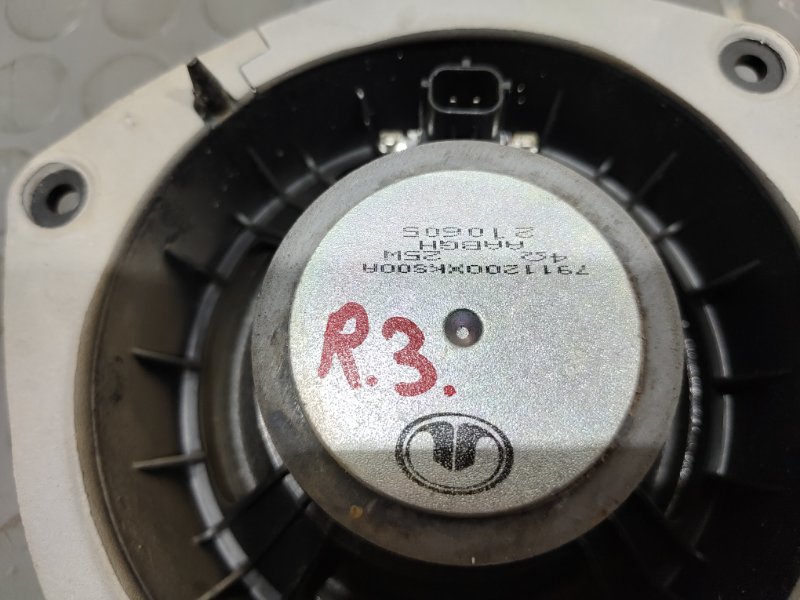 7911200XKS00A
4Ω 25W
AABGH
210605
R.3.